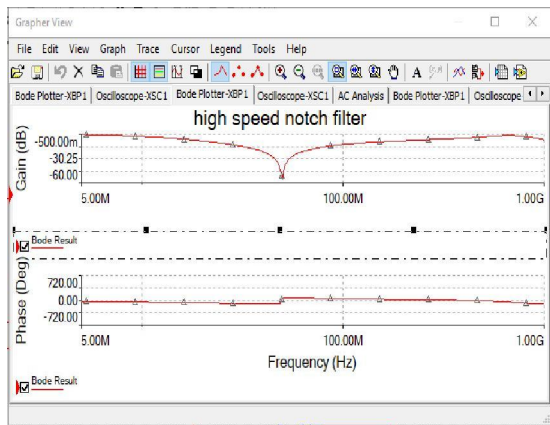 Grapher View
File Edit View Graph Trace Cursor Legend Tools Help
Bode Plotter-XBP1 Oscilloscope-XSC1 Bode Plotter-XBP1 Oscilloscope-XSC1 AC Analysis Bode Plotter-XBP1 Oscilloscope
high speed notch filter
Gain (dB)
-500.00m
-30.25
-60.00
5.00M 100.00M 1.00G
Bode Result
Phase (Deg)
720.00
0.00
-720.00
5.00M 100.00M 1.00G
Frequency (Hz)
Bode Result